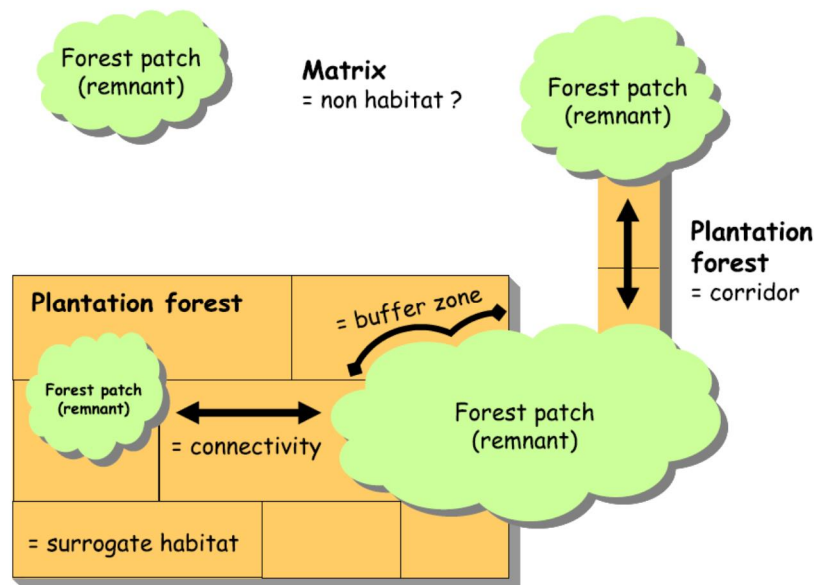 Forest patch
(remnant)
Matrix
= non habitat ?
Forest patch
(remnant)
Plantation
forest
= corridor
Plantation forest
= buffer zone
Forest patch
(remnant)
= connectivity
Forest patch
(remnant)
= surrogate habitat